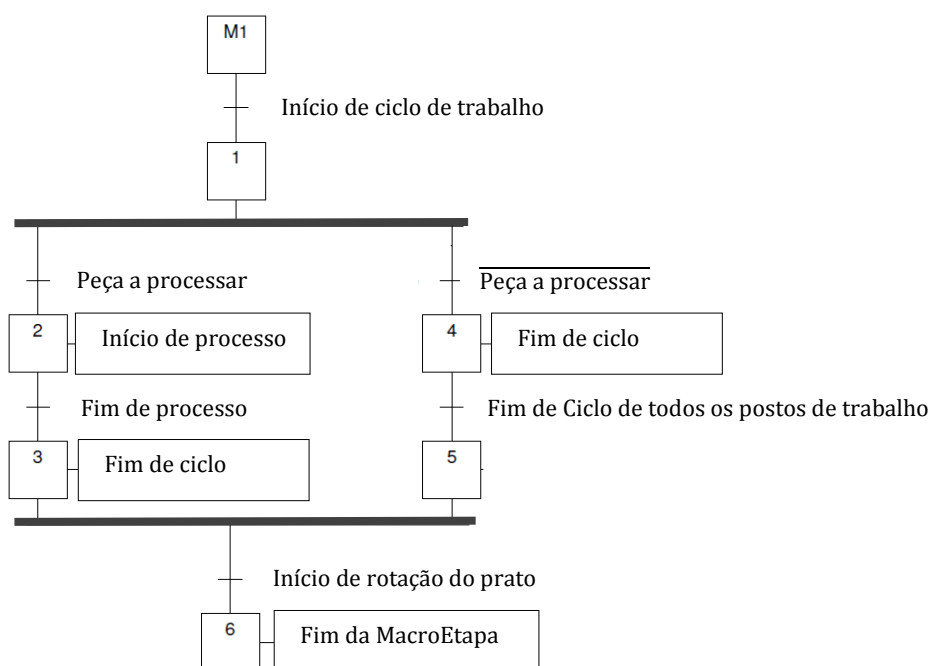 M1
Início de ciclo de trabalho
1
Peça a processar
Peça a processar
2
Início de processo
4
Fim de ciclo
Fim de processo
Fim de Ciclo de todos os postos de trabalho
3
Fim de ciclo
5
Início de rotação do prato
6
Fim da MacroEtapa